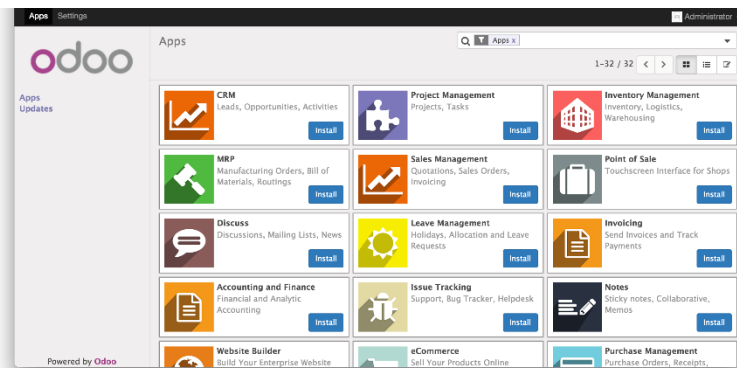 Apps Settings
Administrator
odoo
Apps
Apps x
1-32 / 32
Apps
Updates
CRM
Leads, Opportunities, Activities
Install
Project Management
Projects, Tasks
Install
Inventory Management
Inventory, Logistics,
Warehousing
Install
MRP
Manufacturing Orders, Bill of
Materials, Routings
Install
Sales Management
Quotations, Sales Orders,
Invoicing
Install
Point of Sale
Touchscreen Interface for Shops
Install
Discuss
Discussions, Mailing Lists, News
Install
Leave Management
Holidays, Allocation and Leave
Requests
Install
Invoicing
Send Invoices and Track
Payments
Install
Accounting and Finance
Financial and Analytic
Accounting
Install
Issue Tracking
Support, Bug Tracker, Helpdesk
Install
Notes
Sticky notes, Collaborative,
Memos
Install
Website Builder
Build Your Enterprise Website
eCommerce
Sell Your Products Online
Purchase Management
Purchase Orders, Receipts,
Powered by Odoo